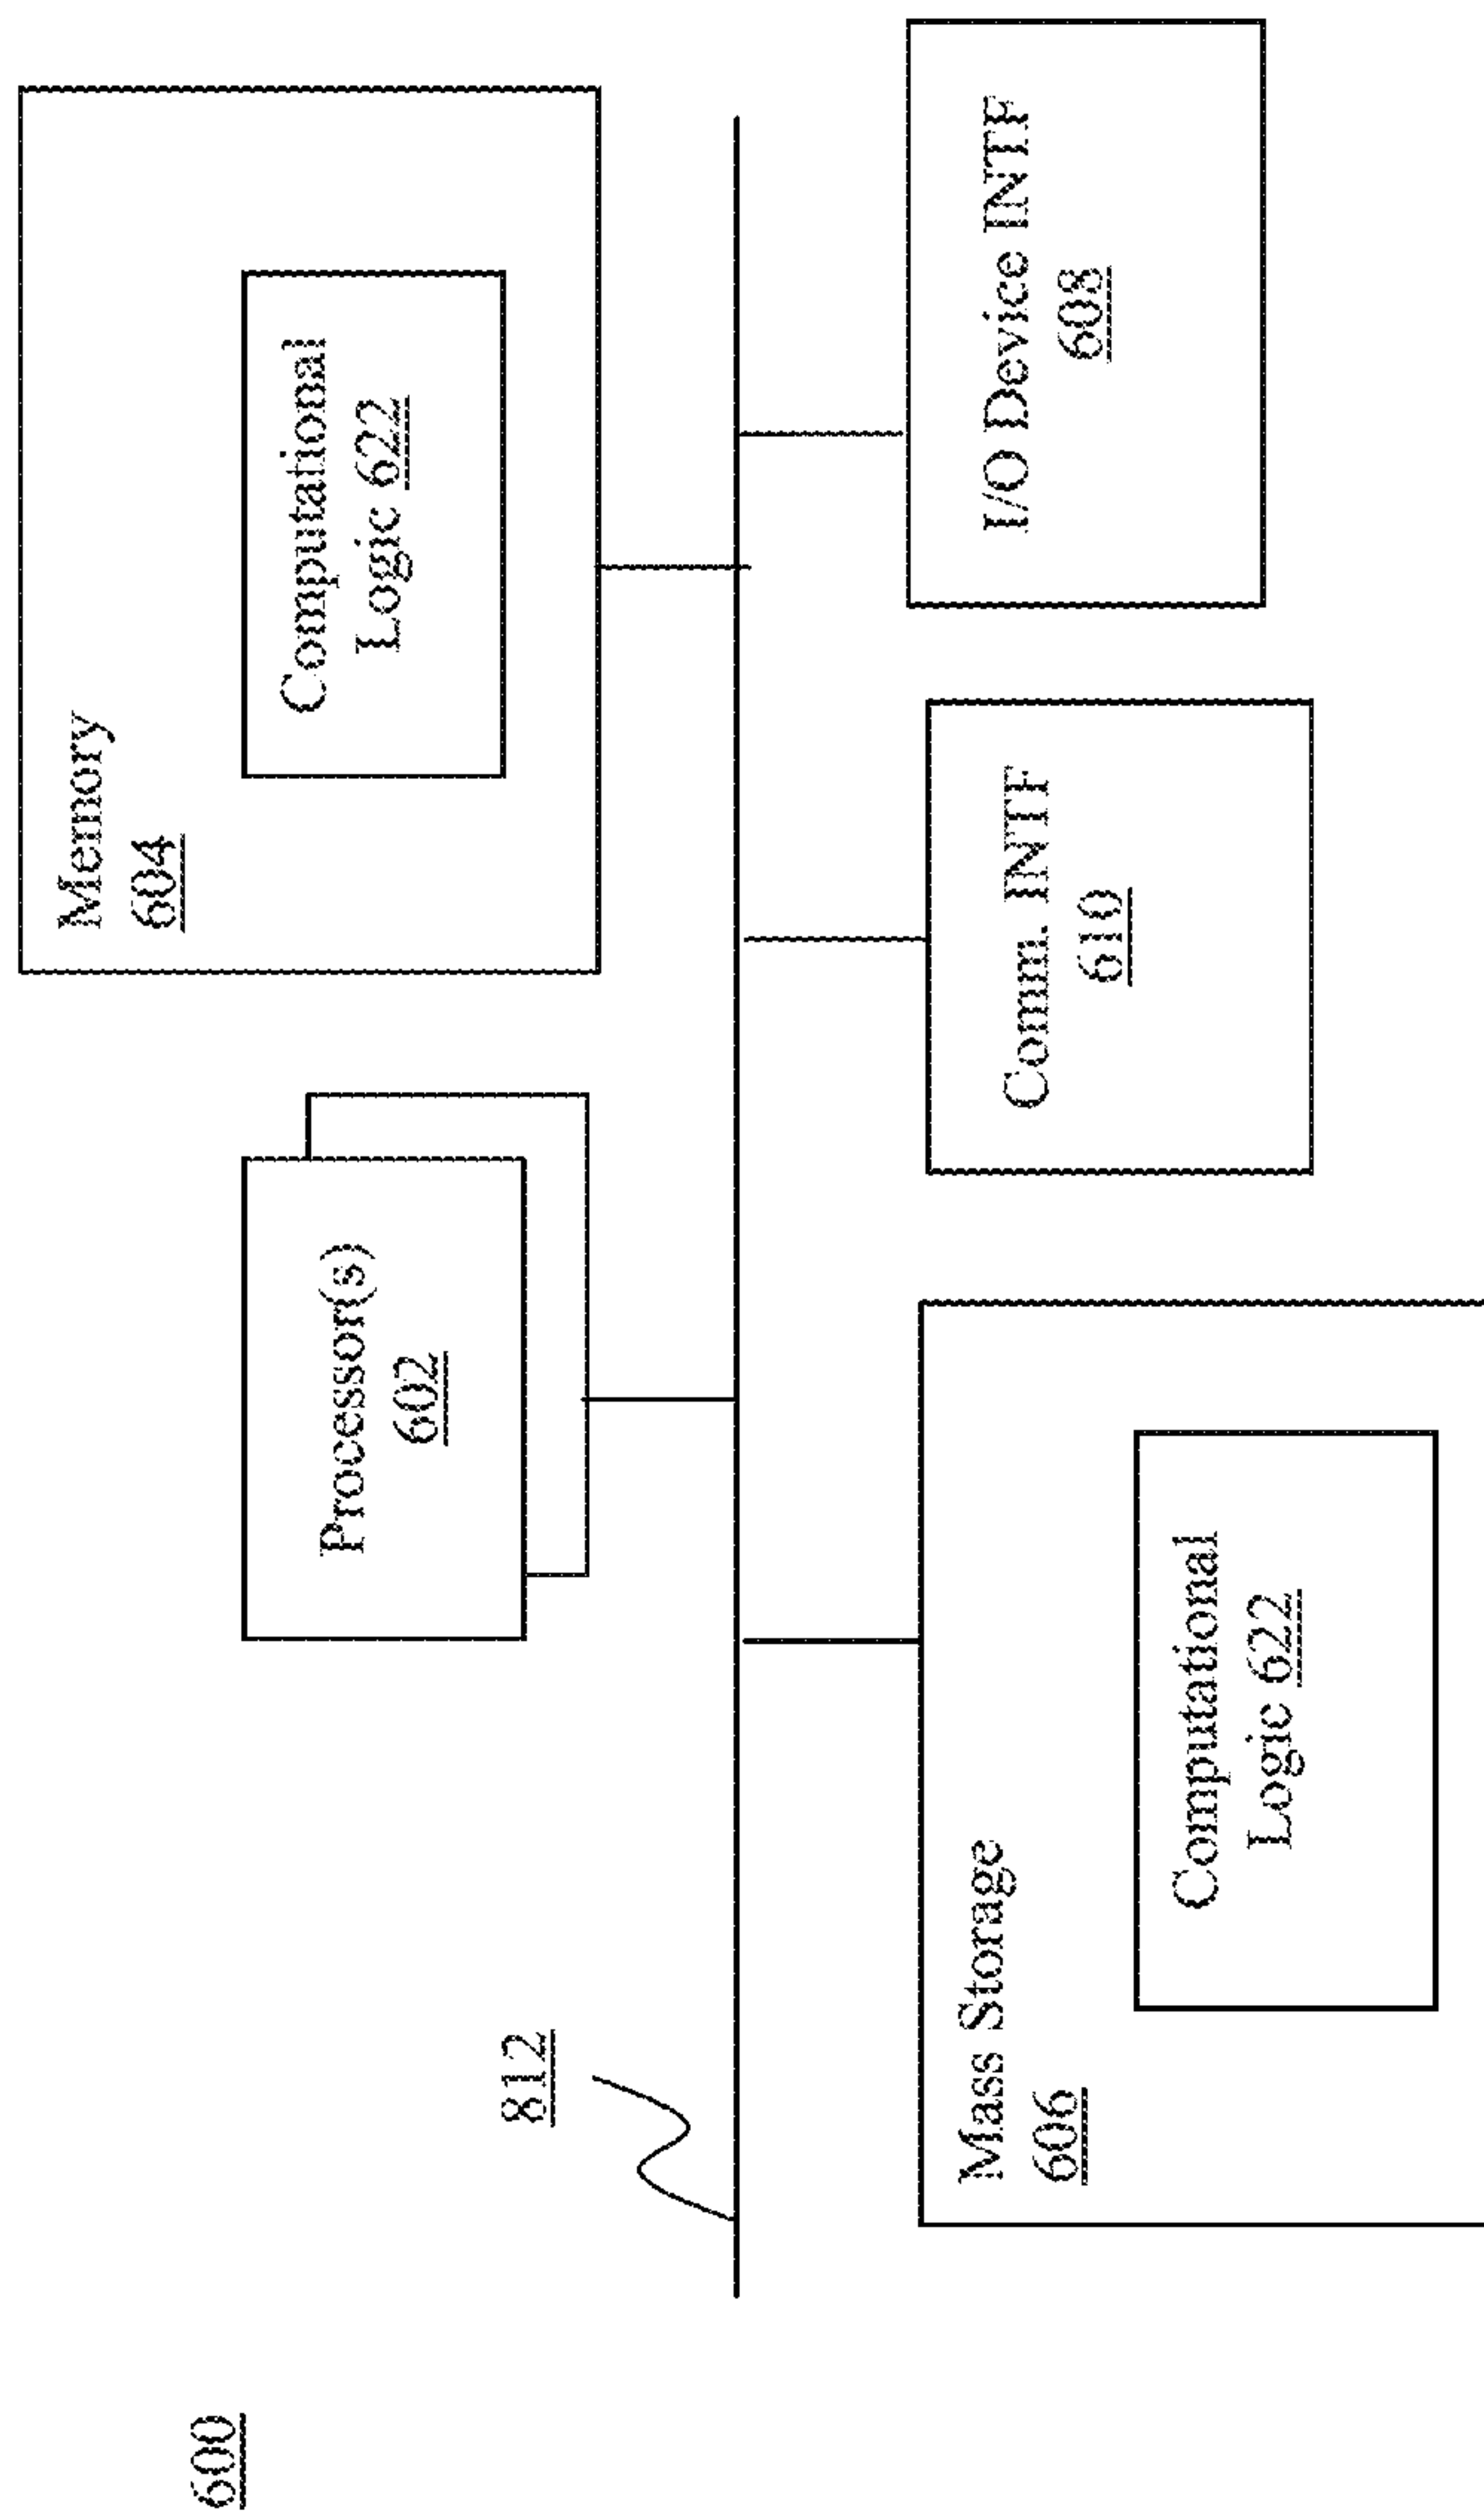 600
Processor(s)
602
Memory
804
Computational
Logic 622
812
Mass Storage
606
Computational
Logic 622
Comm. INTF
610
I/O Device INTF
608